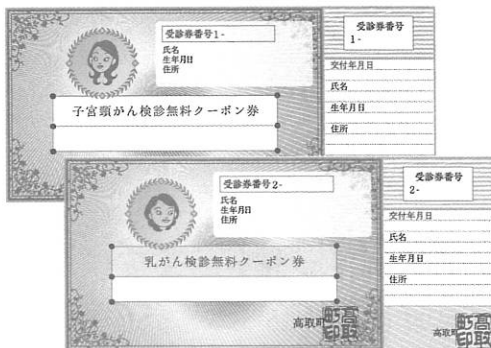 受診券番号1-
氏名
生年月日
住所
子宮頸がん検診無料クーポン券
受診券番号
1-
交付年月日
氏名
生年月日
住所
受診券番号2-
氏名
生年月日
住所
乳がん検診無料クーポン券
高取町
受診券番号
2-
交付年月日
氏名
生年月日
住所
高取町